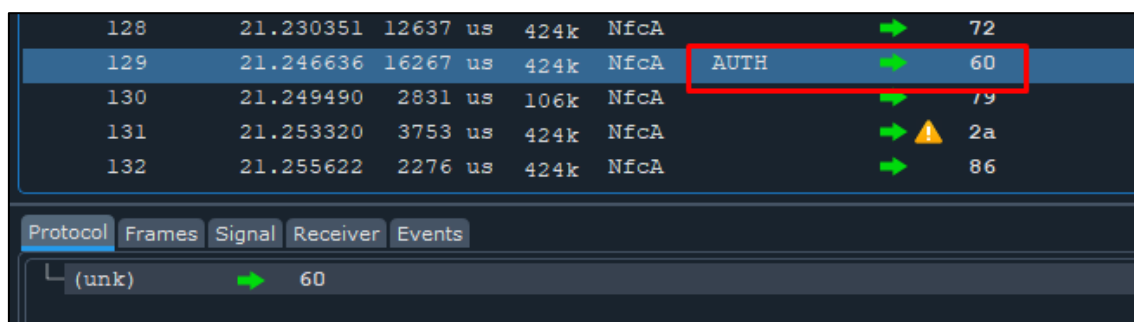 128 21.230351 12637 us 424k NfcA 72
129 21.246636 16267 us 424k NfcA AUTH 60
130 21.249490 2831 us 106k NfcA 79
131 21.253320 3753 us 424k NfcA 2a
132 21.255622 2276 us 424k NfcA 86
Protocol Frames Signal Receiver Events
(unk) 60